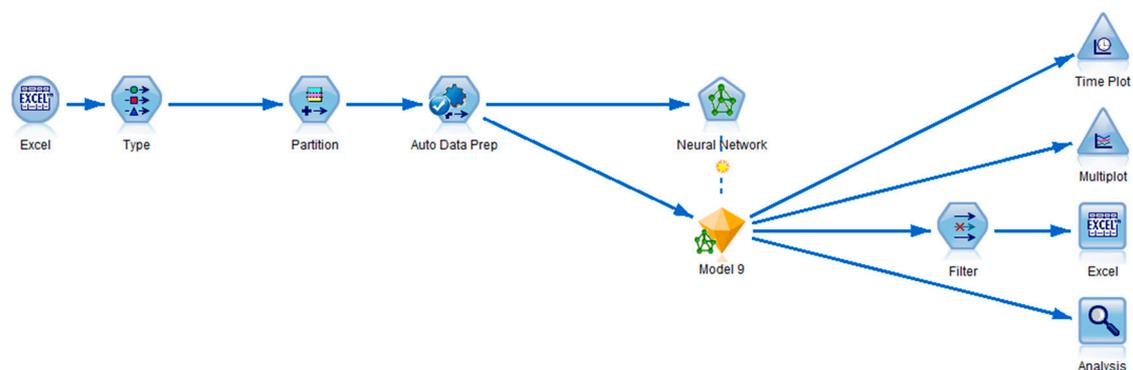 Time Plot
EXCEL
Excel
Type
Partition
Auto Data Prep
Neural Network
Multiplot
Model 9
Filter
EXCEL
Excel
Analysis